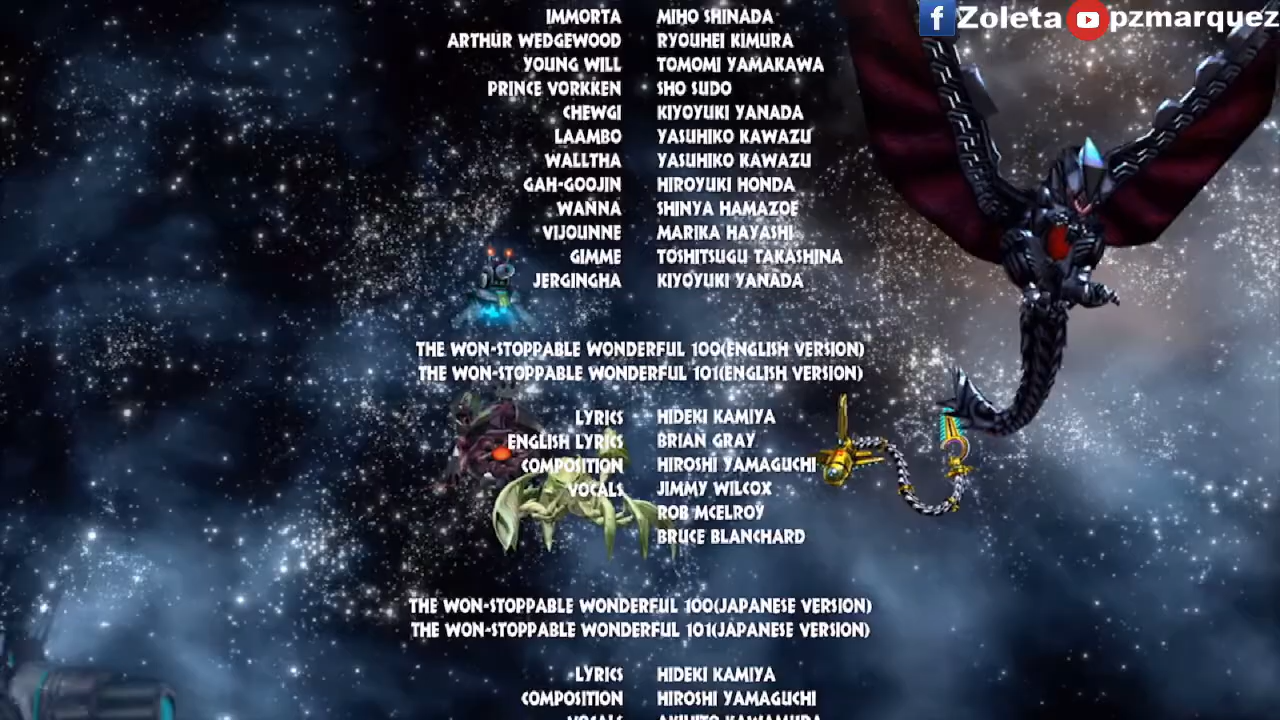 Zoleta pzmarquez
IMMORTA MIHO SHINADA
ARTHUR WEDGEWOOD RYOUHEI KIMURA
YOUNG WILL TOMOMI YAMAKAWA
PRINCE VORKKEN SHO SUDO
CHEWGI KIYOYUKI YANADA
LAAMBO YASUHIKO KAWAZU
WALLTHA YASUHIKO KAWAZU
GAH-GOOJIN HIROYUKI HONDA
WANNA SHINYA HAMAZOE
VIJOUNNE MARIKA HAYASHI
GIMME TOSHITSUGU TAKASHINA
JERGINGHA KIYOYUKI YANADA
THE WON-STOPPABLE WONDERFUL 100(ENGLISH VERSION)
THE WON-STOPPABLE WONDERFUL 101(ENGLISH VERSION)
LYRICS HIDEKI KAMIYA
ENGLISH LYRICS BRIAN GRAY
COMPOSITION HIROSHI YAMAGUCHI
VOCALS JIMMY WILCOX
ROB MCELROY
BRUCE BLANCHARD
THE WON-STOPPABLE WONDERFUL 100(JAPANESE VERSION)
THE WON-STOPPABLE WONDERFUL 101(JAPANESE VERSION)
LYRICS HIDEKI KAMIYA
COMPOSITION HIROSHI YAMAGUCHI
VOCALS AKIHITO KAWAMURA